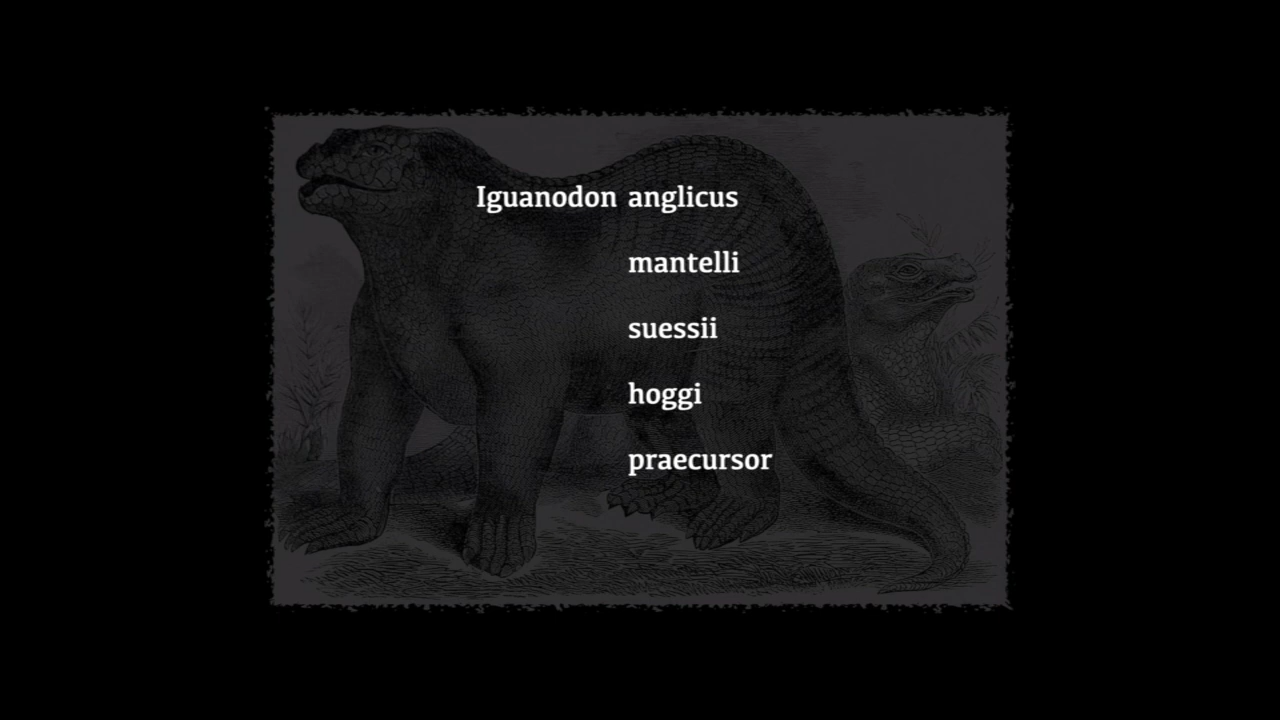 Iguanodon anglicus
mantelli
suessii
hoggi
praecursor